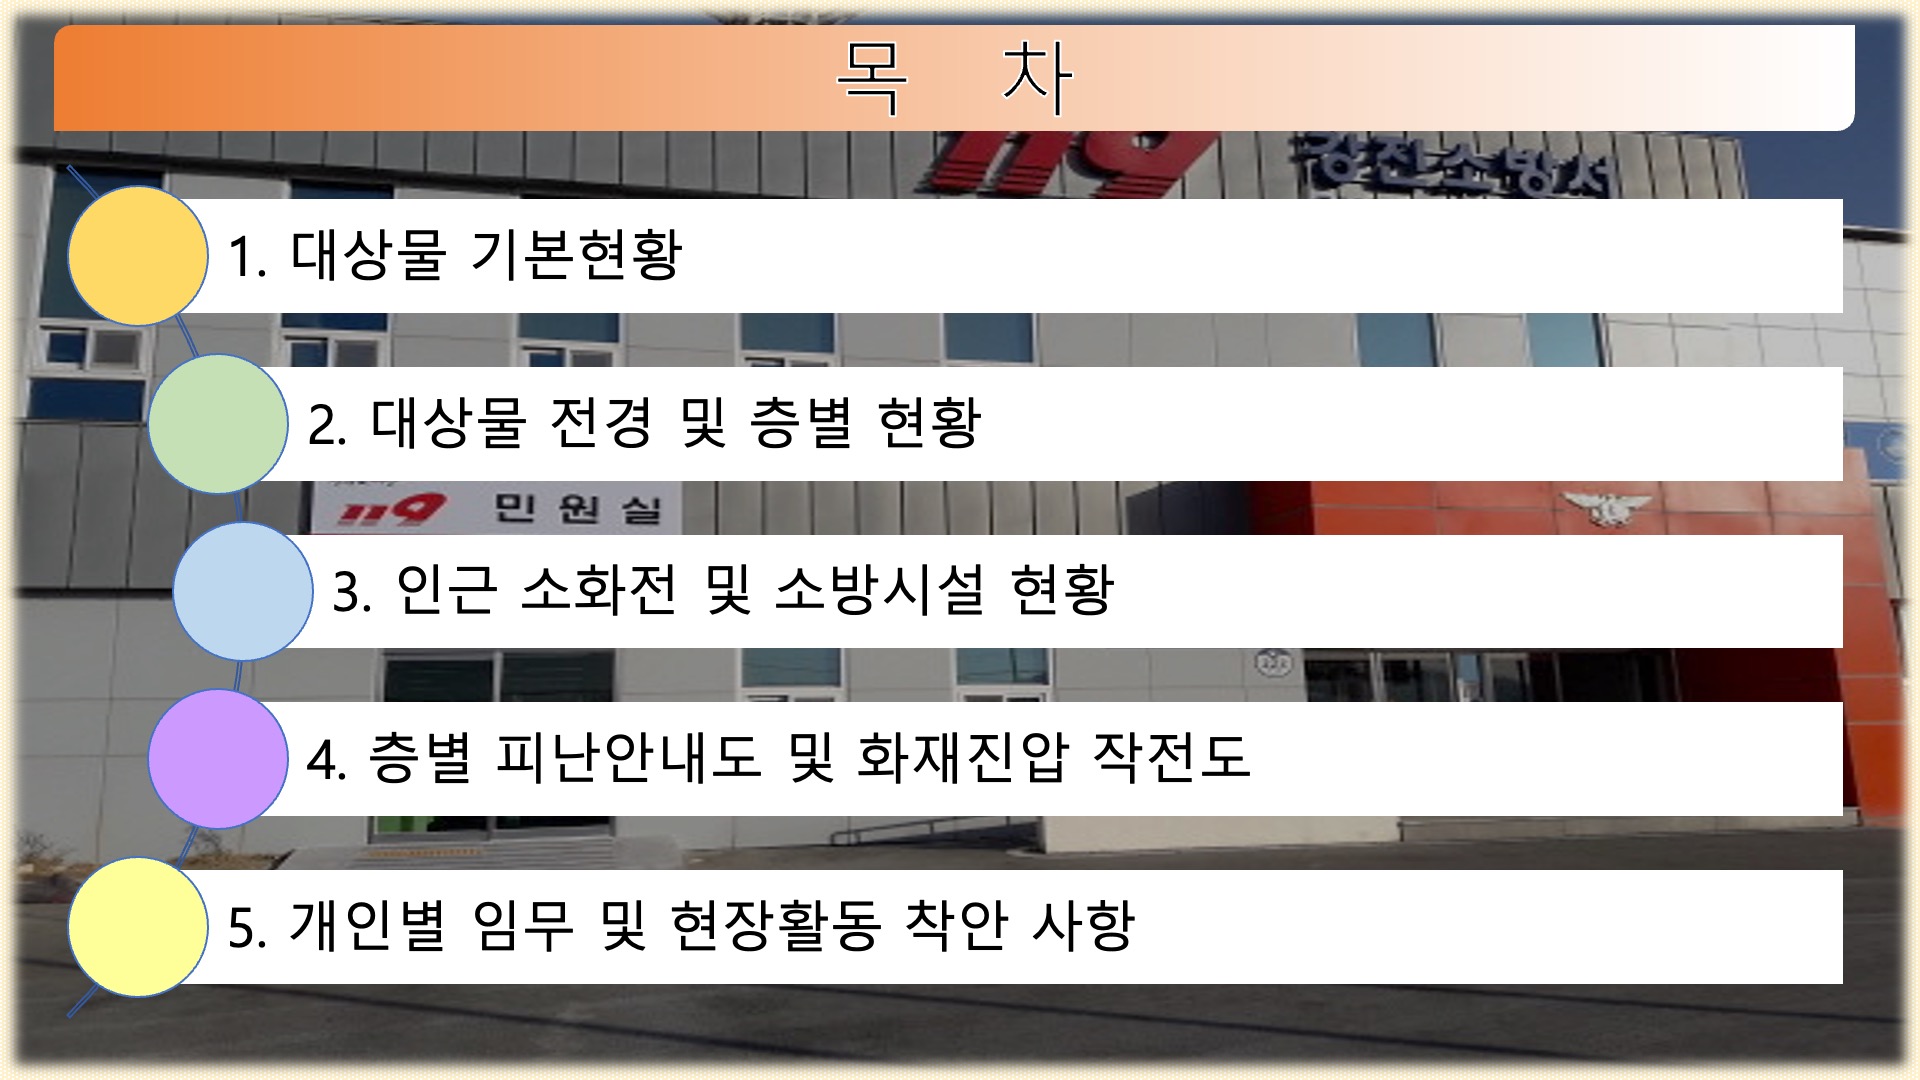 목 차
119 강진소방서
1. 대상물 기본현황
2. 대상물 전경 및 층별 현황
119 민원실
3. 인근 소화전 및 소방시설 현황
4. 층별 피난안내도 및 화재진압 작전도
5. 개인별 임무 및 현장활동 착안 사항